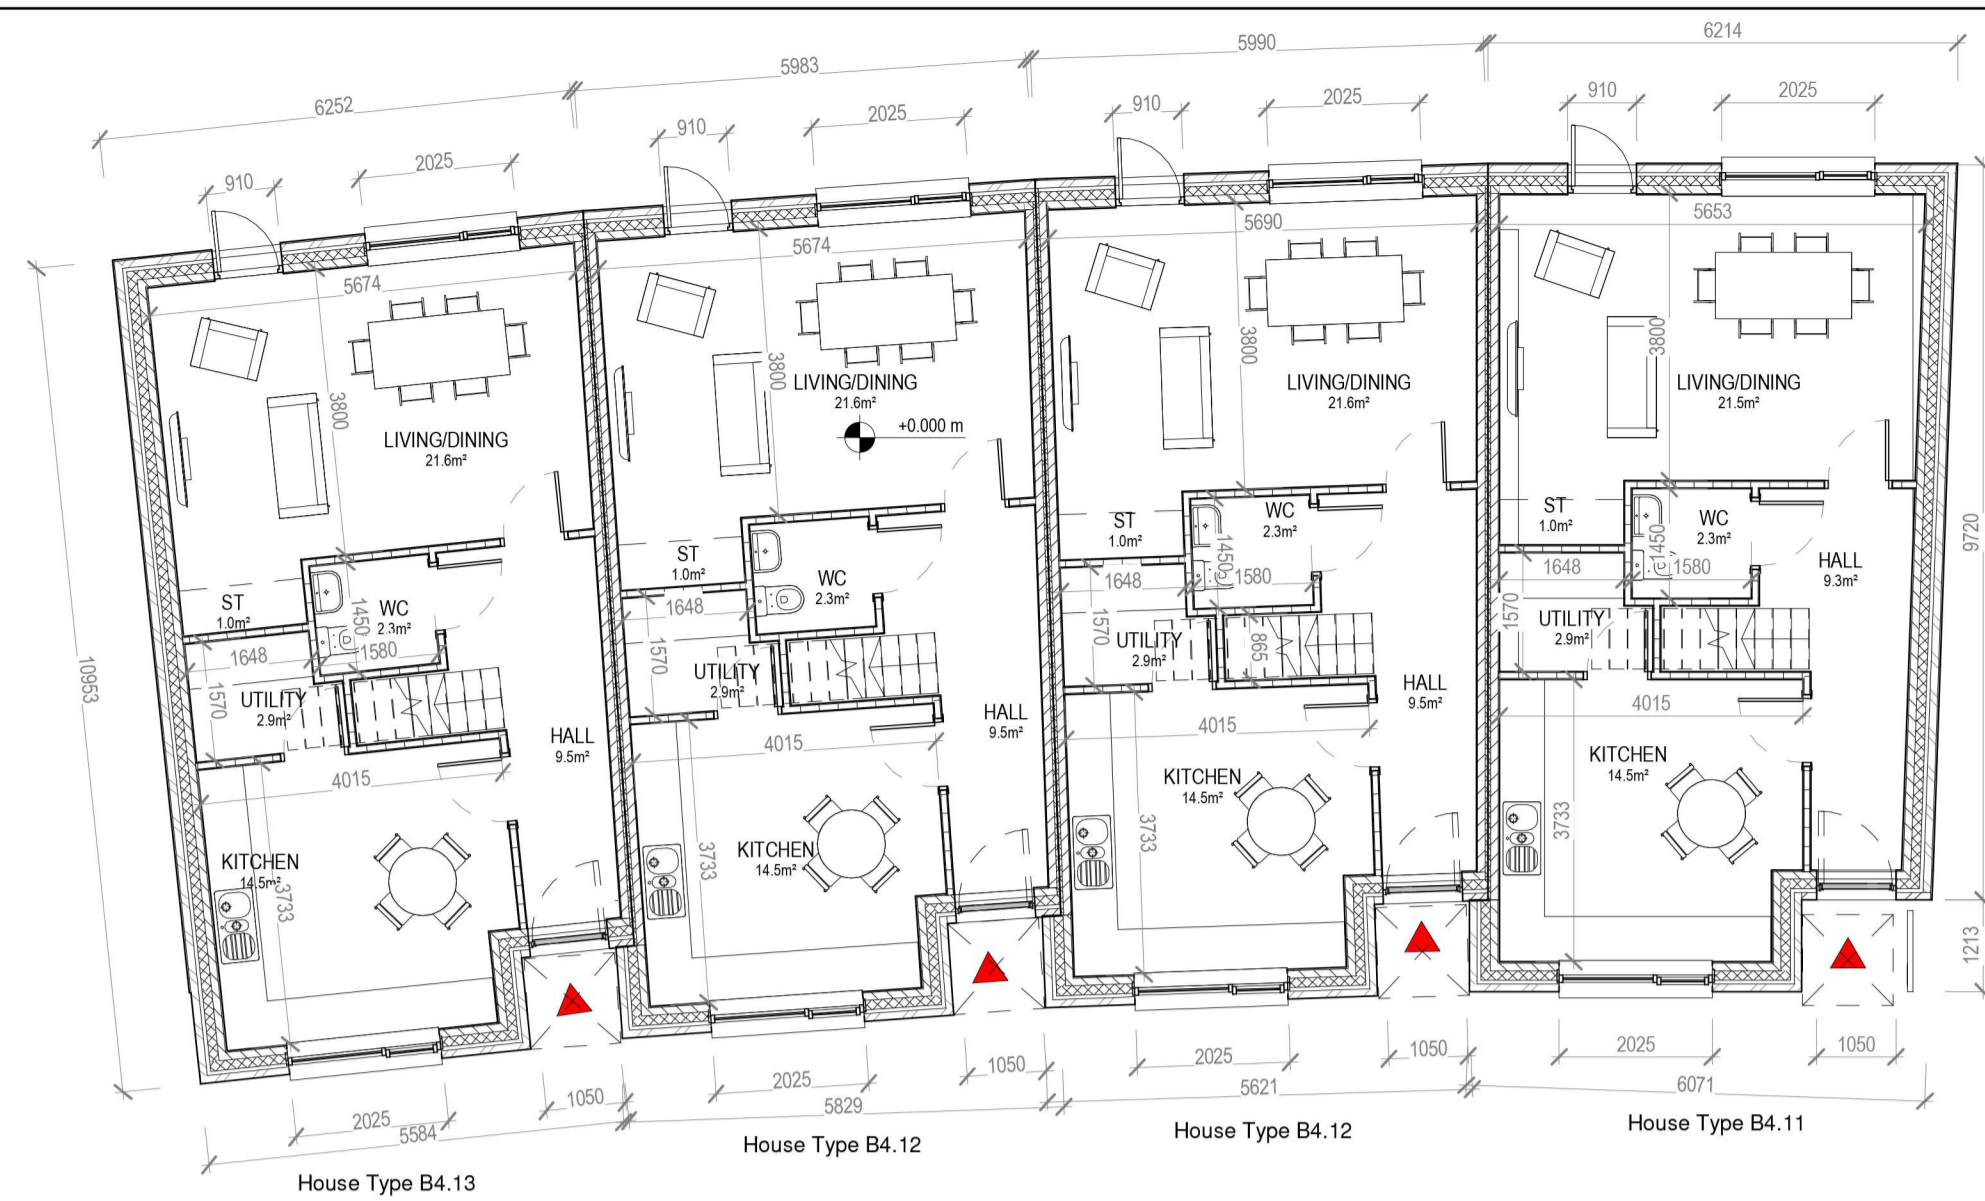 6252
5983
5990
6214
910
2025
910
2025
910
2025
910
2025
5674
5674
5690
5653
3800
3800
3800
3800
LIVING/DINING
21.6m²
LIVING/DINING
21.6m²
+0.000 m
LIVING/DINING
21.6m²
LIVING/DINING
21.5m²
10953
9720
1213
ST
1.0m²
WC
2.3m²
1450
1580
1648
1570
UTILITY
2.9m²
HALL
9.5m²
4015
KITCHEN
14.5m²
3733
ST
1.0m²
WC
2.3m²
1648
1570
UTILITY
2.9m²
HALL
9.5m²
4015
KITCHEN
14.5m²
3733
ST
1.0m²
WC
2.3m²
1450
1580
1648
1570
UTILITY
2.9m²
865
HALL
9.5m²
4015
KITCHEN
14.5m²
3733
ST
1.0m²
WC
2.3m²
1450
1580
1648
1570
UTILITY
2.9m²
HALL
9.3m²
4015
KITCHEN
14.5m²
3733
2025
1050
5584
House Type B4.13
2025
1050
5829
House Type B4.12
2025
1050
5621
House Type B4.12
2025
1050
6071
House Type B4.11